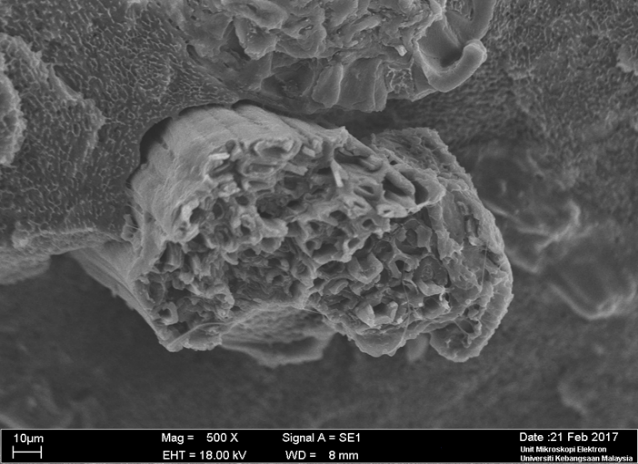 10µm
Mag = 500 X
EHT = 18.00 kV
Signal A = SE1
WD = 8 mm
Date :21 Feb 2017
Unit Mikroskopi Elektron
Universiti Kebangsaan Malaysia